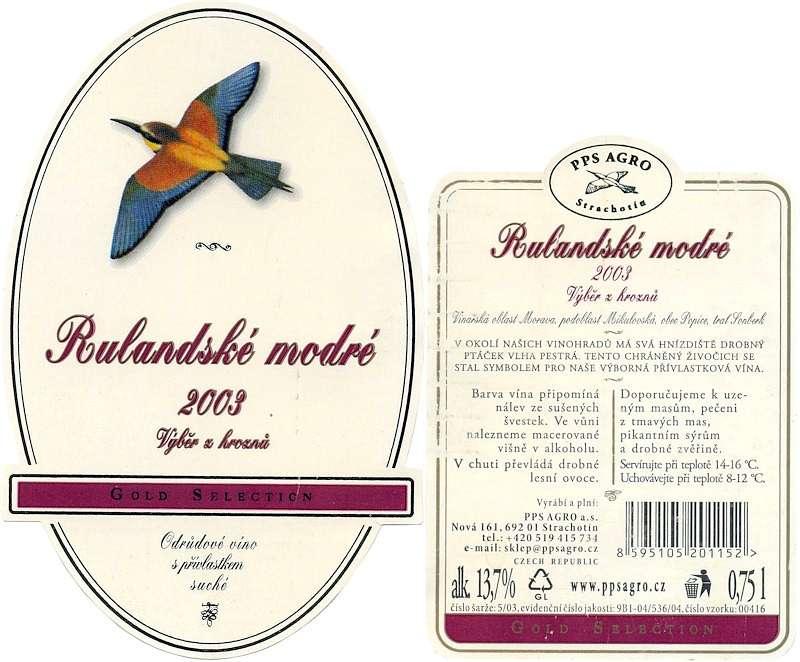 Rulandské modré
2003
Výběr z hroznů
GOLD SELECTION
Odrůdové víno
s přívlastkem
suché
PPS AGRO
Strachotín
Rulandské modré
2003
Výběr z hroznů
Vinařská oblast Morava, podoblast Mikulovská, obec Popice, trať Sonberk
V OKOLÍ NAŠICH VINOHRADŮ MÁ SVÁ HNÍZDIŠTĚ DROBNÝ
PTÁČEK VLHA PESTRÁ. TENTO CHRÁNĚNÝ ŽIVOČICH SE
STAL SYMBOLEM PRO NAŠE VÝBORNÁ PŘÍVLASTKOVÁ VÍNA.
Barva vína připomíná
nálev ze sušených
švestek. Ve vůni
nalezneme macerované
višně v alkoholu.
V chuti převládá drobné
lesní ovoce.
Doporučujeme k uze-
ným masům, pečeni
z tmavých mas,
pikantním sýrům
a drobné zvěřině.
Servírujte při teplotě 14-16 °C.
Uchovávejte při teplotě 8-12 °C.
Vyrábí a plní:
PPS AGRO a.s.
Nová 161, 692 01 Strachotín
tel.: +420 519 415 734
e-mail: sklep@ppsagro.cz
CZECH REPUBLIC
8 595105 201152 >
alk. 13,7% GL www.ppsagro.cz 0,75 l
číslo šarže: 5/03, evidenční číslo jakosti: 9B1-04/536/04, číslo vzorku: 00416
GOLD SELECTION